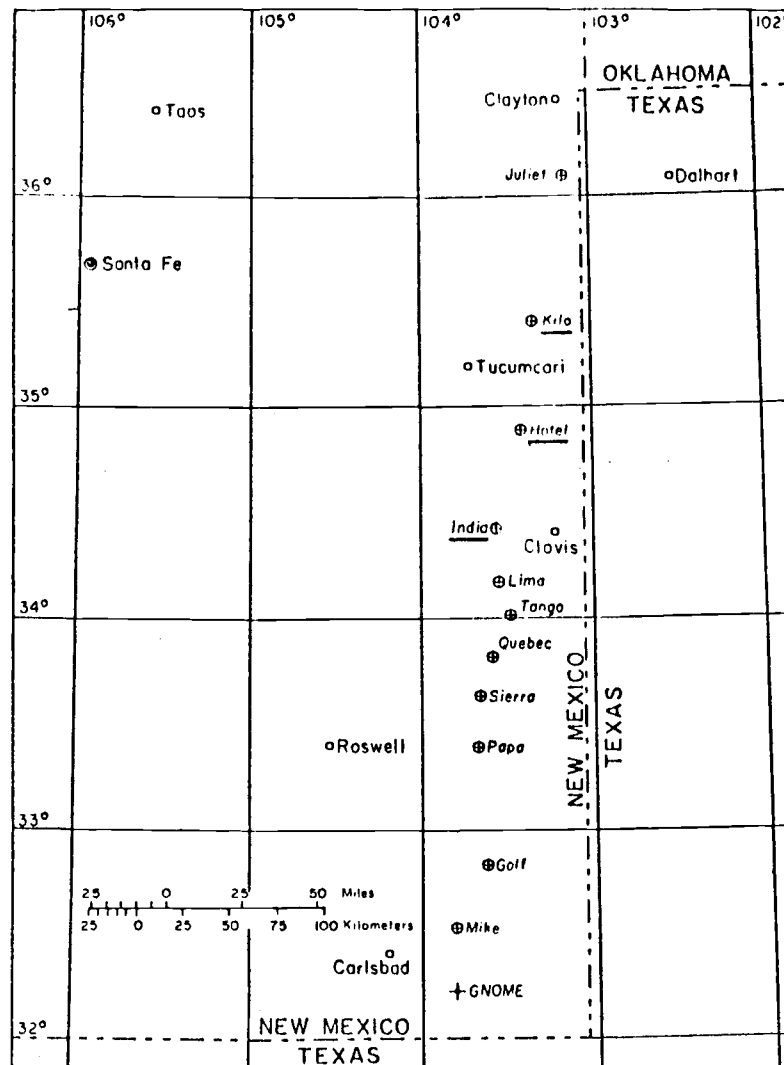 106° 105° 104° 103° 102°
OKLAHOMA
Clayton TEXAS
Taos
Juliet Dalhart
36°
Santa Fe
Kilo
Tucumcari
35°
Hotel
India
Clovis
Lima
34° Tango
Quebec
Sierra
Roswell Papa
NEW MEXICO
TEXAS
33°
Golf
25 0 25 50 Miles
25 0 25 50 75 100 Kilometers
Mike
Carlsbad
GNOME
32° NEW MEXICO
TEXAS